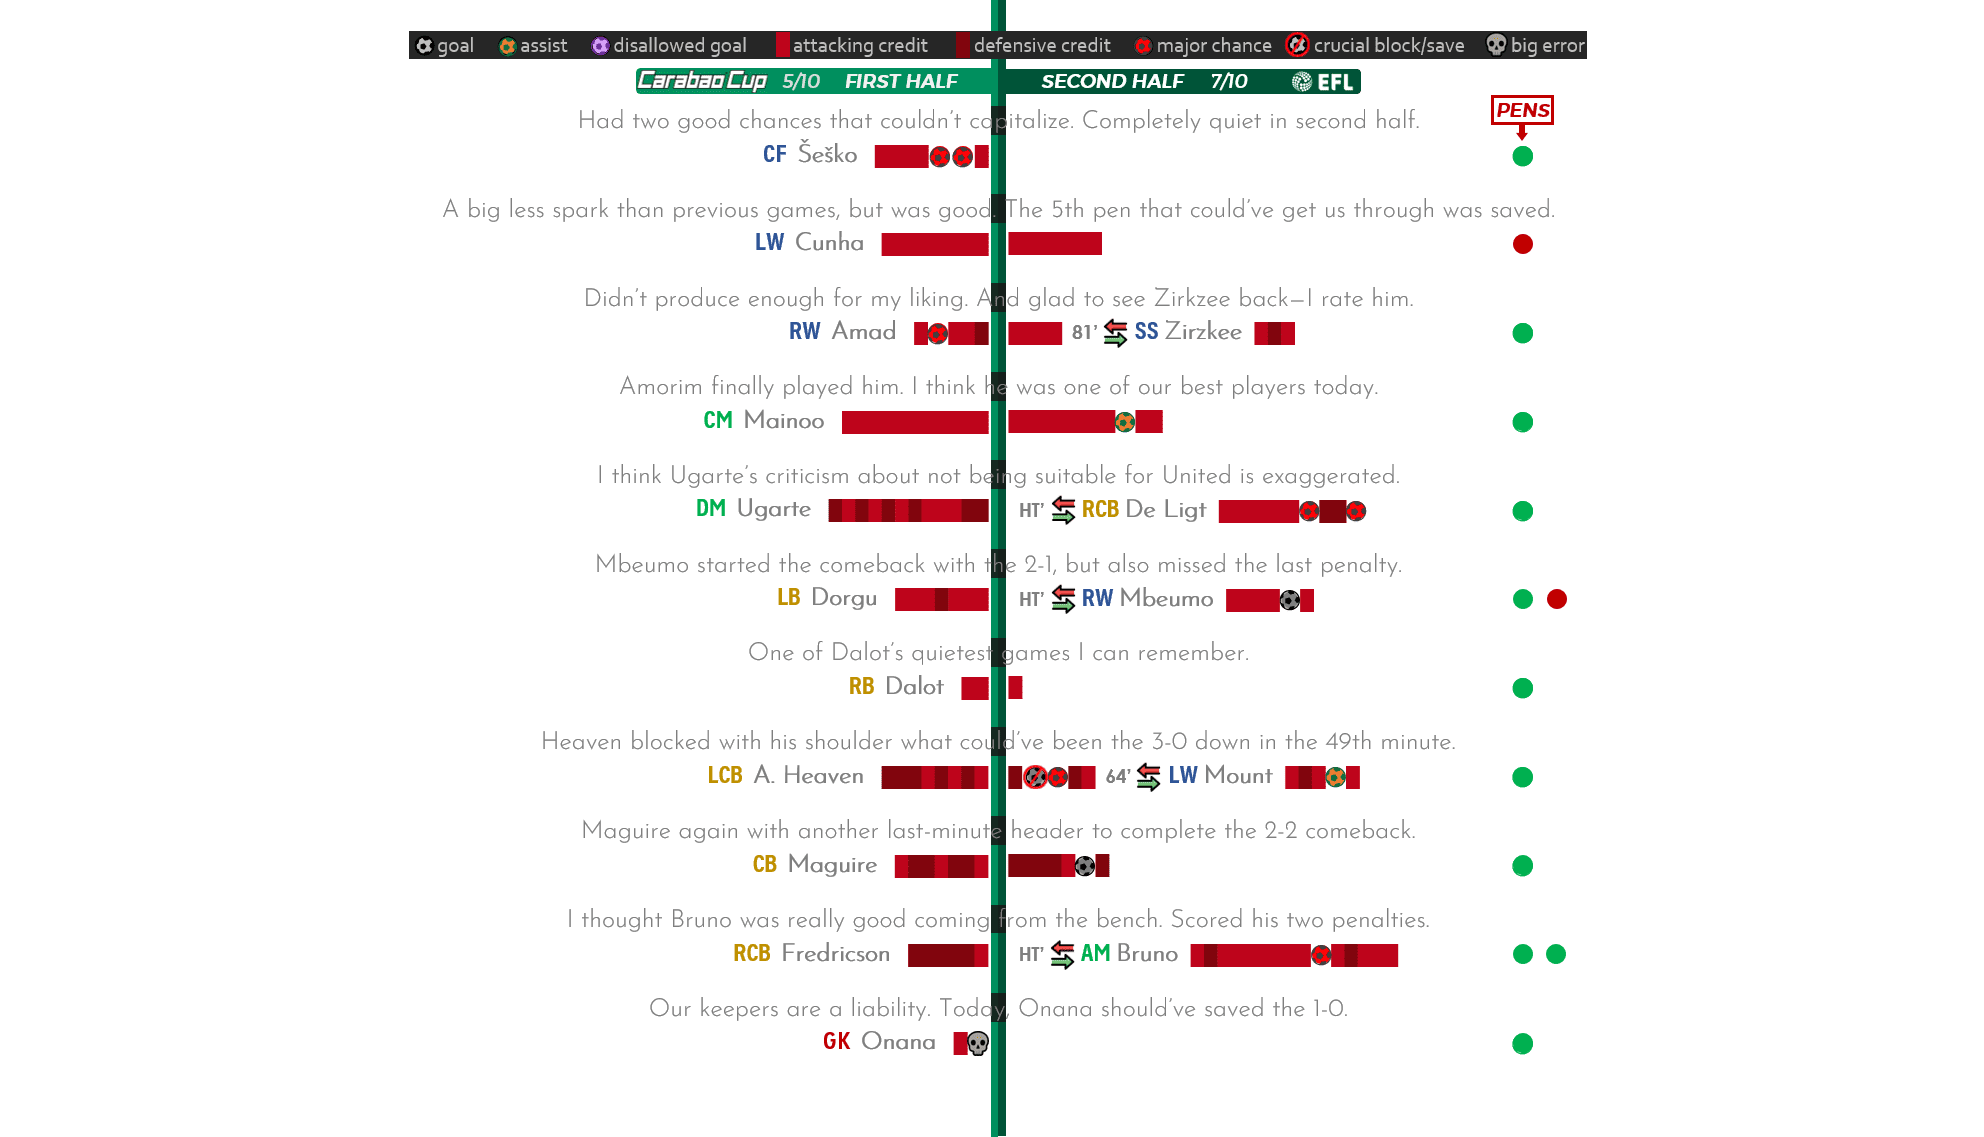 goal assist disallowed goal attacking credit defensive credit major chance crucial block/save big error
Carabao Cup 5/10 FIRST HALF SECOND HALF 7/10 EFL
PENS
Had two good chances that couldn't capitalize. Completely quiet in second half.
CF Šeško
A big less spark than previous games, but was good. The 5th pen that could've get us through was saved.
LW Cunha
Didn't produce enough for my liking. And glad to see Zirkzee back–I rate him.
RW Amad 81' SS Zirzkee
Amorim finally played him. I think he was one of our best players today.
CM Mainoo
I think Ugarte's criticism about not being suitable for United is exaggerated.
DM Ugarte HT' RCB De Ligt
Mbeumo started the comeback with the 2-1, but also missed the last penalty.
LB Dorgu HT' RW Mbeumo
One of Dalot's quietest games I can remember.
RB Dalot
Heaven blocked with his shoulder what could've been the 3-0 down in the 49th minute.
LCB A. Heaven 64' LW Mount
Maguire again with another last-minute header to complete the 2-2 comeback.
CB Maguire
I thought Bruno was really good coming from the bench. Scored his two penalties.
RCB Fredricson HT' AM Bruno
Our keepers are a liability. Today, Onana should've saved the 1-0.
GK Onana